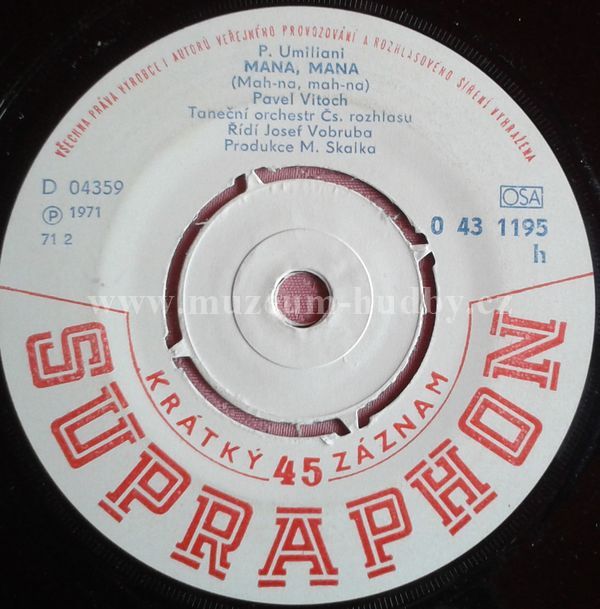 VŠECHNA PRÁVA VÝROBCE I AUTORŮ VEŘEJNÉHO PROVOZOVÁNÍ A ROZHLASOVÉHO ŠÍŘENÍ VYHRAŽENA
P. Umiliani
MANA, MANA
(Mah-na, mah-na)
Pavel Vitoch
Taneční orchestr Čs. rozhlasu
Řídí Josef Vobruba
Produkce M. Skalka
D 04359
Ⓟ 1971
71 2
OSA
0 43 1195
h
www.muzeum-hudby.cz
KRÁTKÝ 45 ZÁZNAM
SUPRAPHON